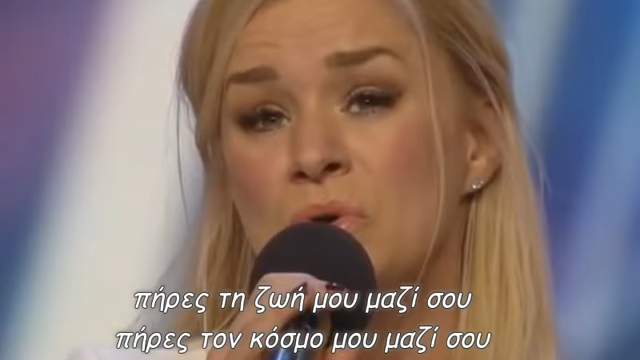 πήρες τη ζωή μου μαζί σου
πήρες τον κόσμο μου μαζί σου